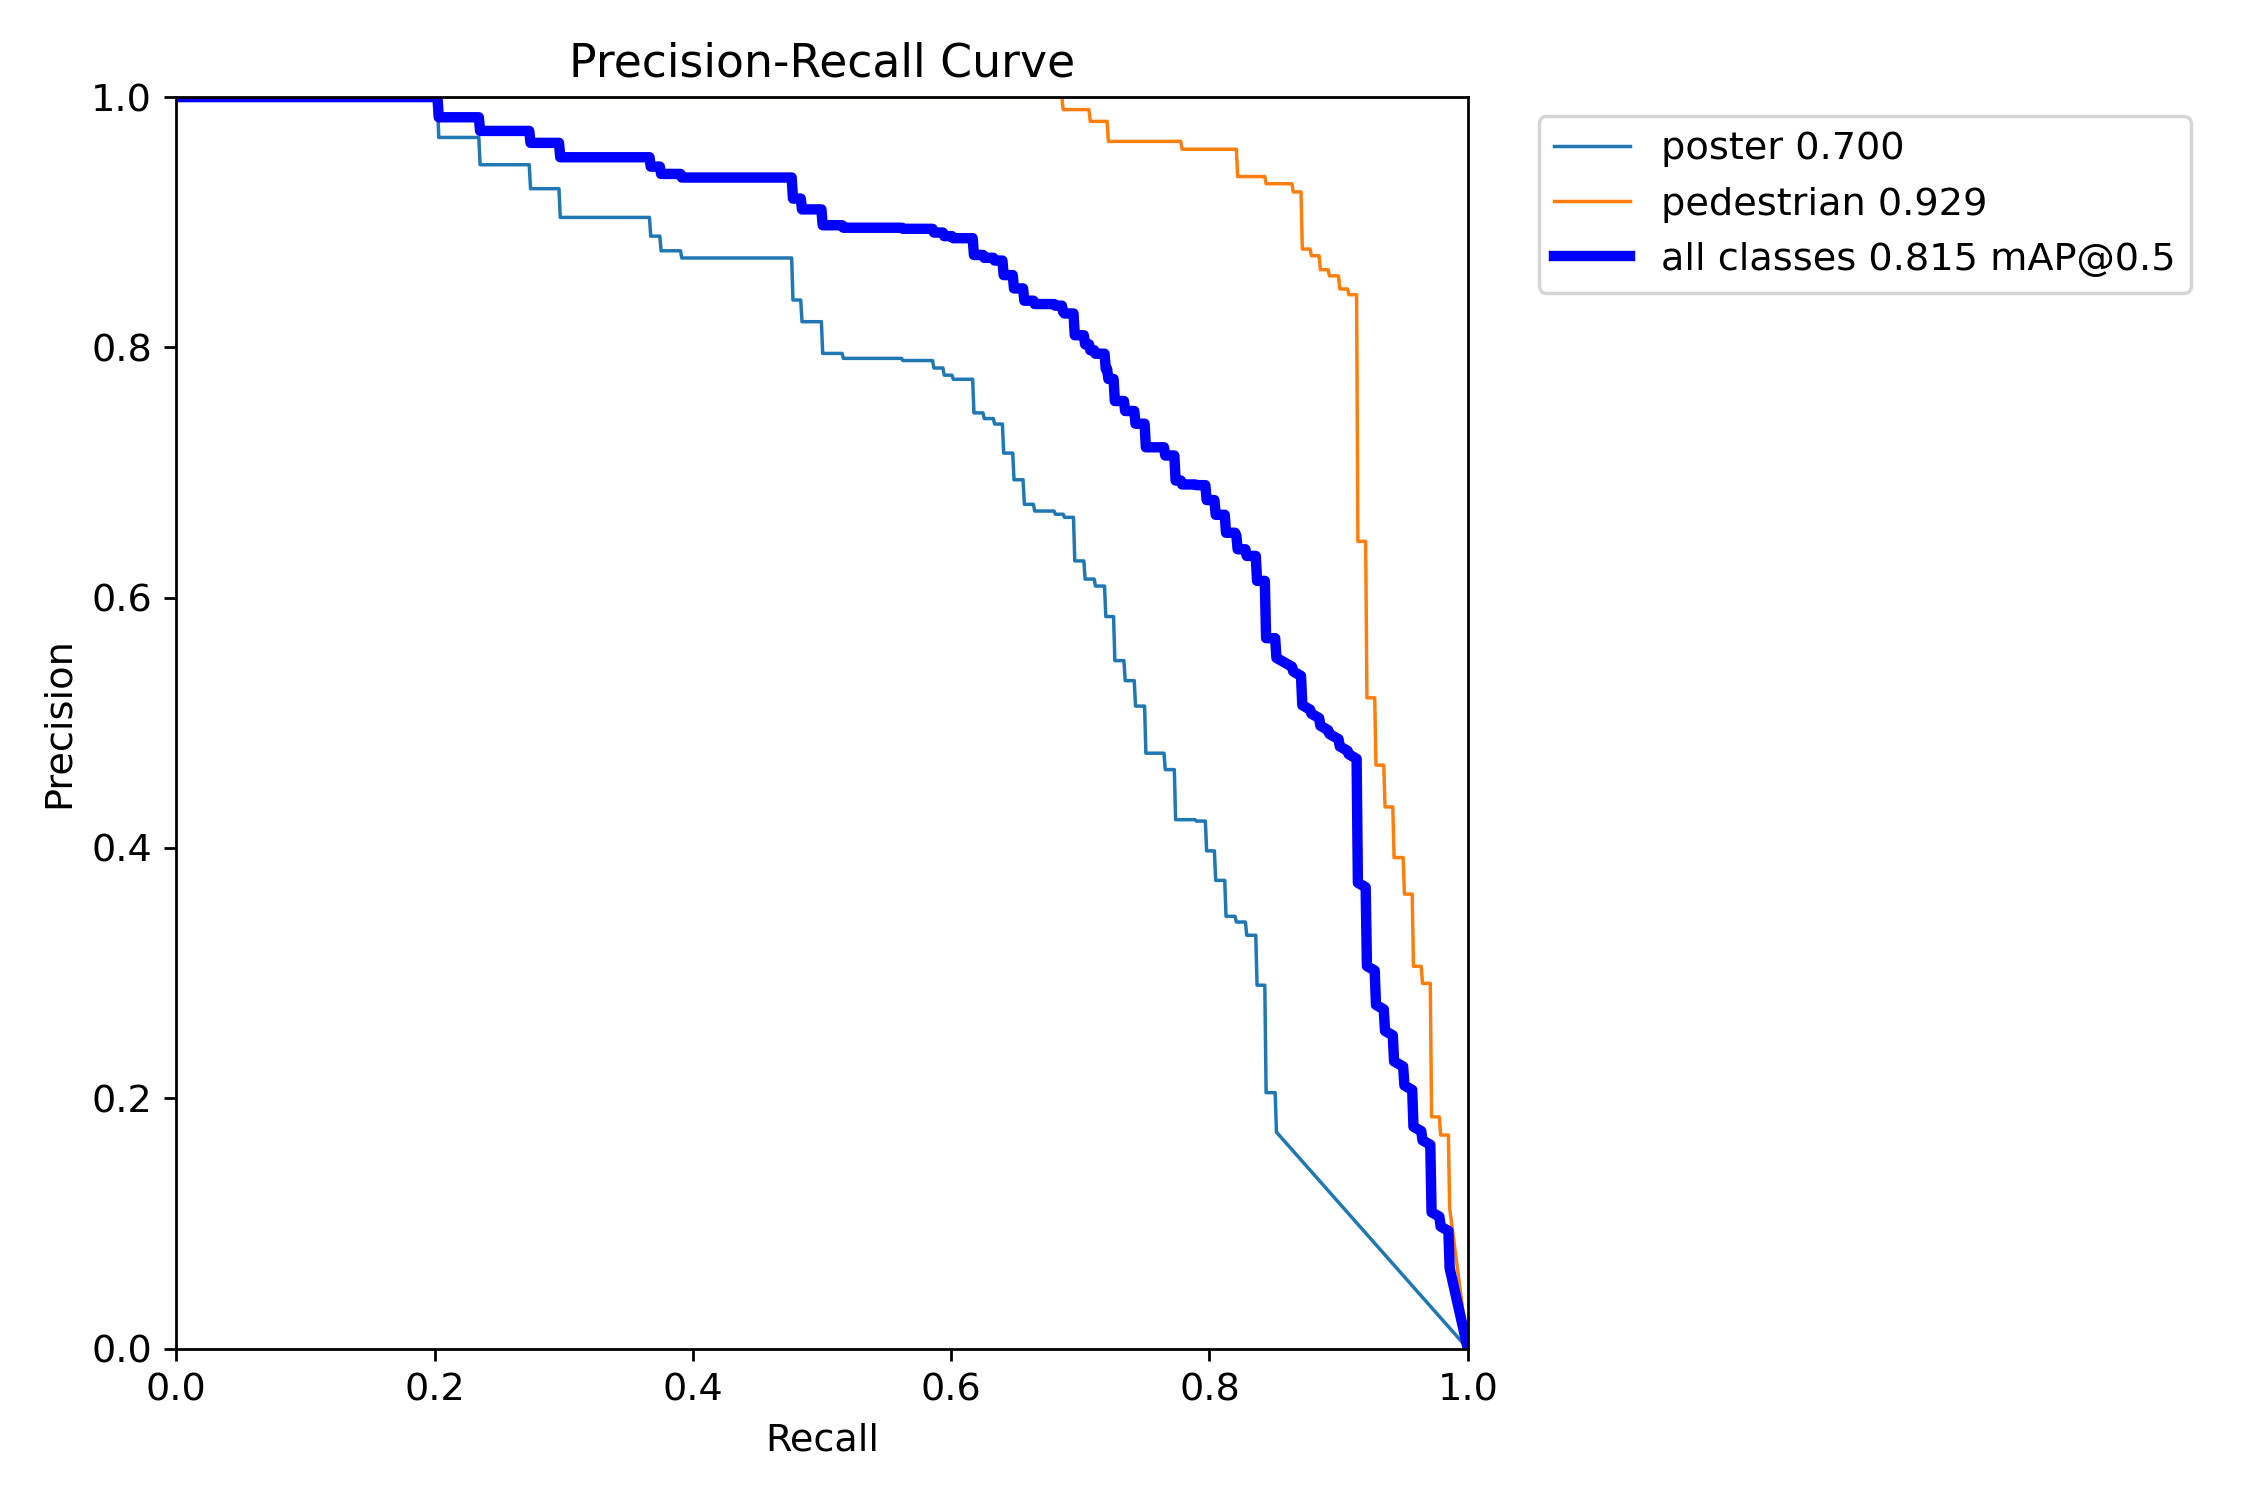 Precision-Recall Curve
1.0
0.8
0.6
0.4
0.2
0.0
Precision
0.0 0.2 0.4 0.6 0.8 1.0
Recall
poster 0.700
pedestrian 0.929
all classes 0.815 mAP@0.5